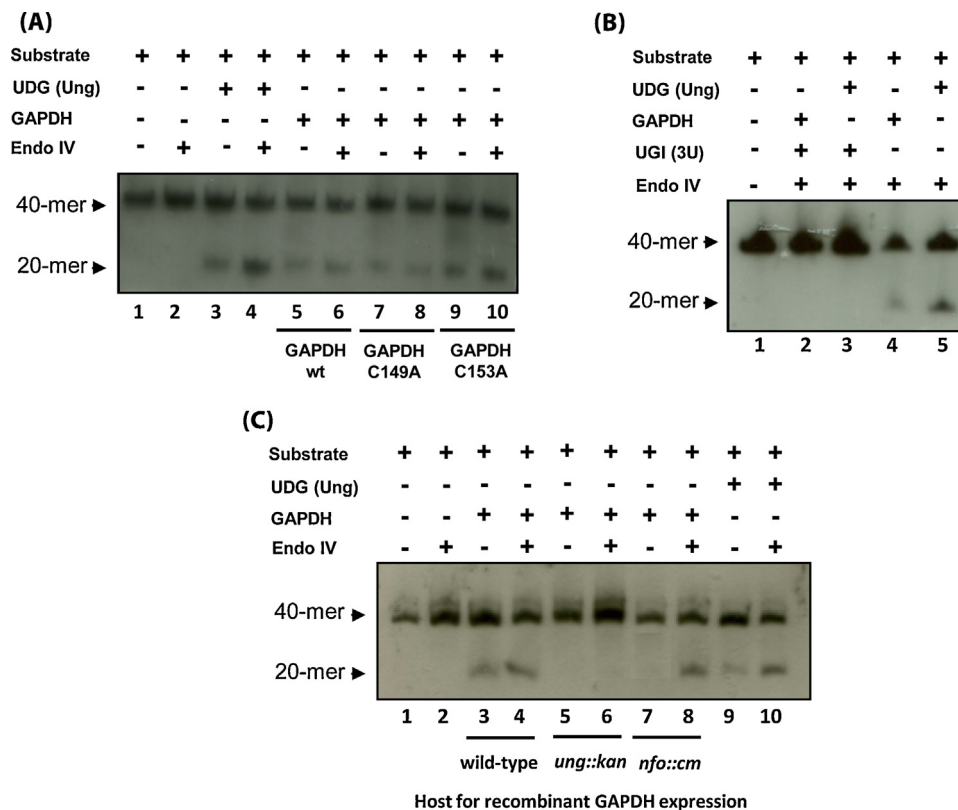 (A)
Substrate + + + + + + + + + +
UDG (Ung) - - + + - - - - - -
GAPDH - - - - + + + + + +
Endo IV - + - + - + - + - +
40-mer
20-mer
1 2 3 4 5 6 7 8 9 10
GAPDH wt GAPDH C149A GAPDH C153A
(B)
Substrate + + + + +
UDG (Ung) - - + - +
GAPDH - + - + -
UGI (3U) - + + - -
Endo IV - + + + +
40-mer
20-mer
1 2 3 4 5
(C)
Substrate + + + + + + + + + +
UDG (Ung) - - - - - - - - + +
GAPDH - - + + + + + + - -
Endo IV - + - + - + - + - +
40-mer
20-mer
1 2 3 4 5 6 7 8 9 10
wild-type ung::kan nfo::cm
Host for recombinant GAPDH expression